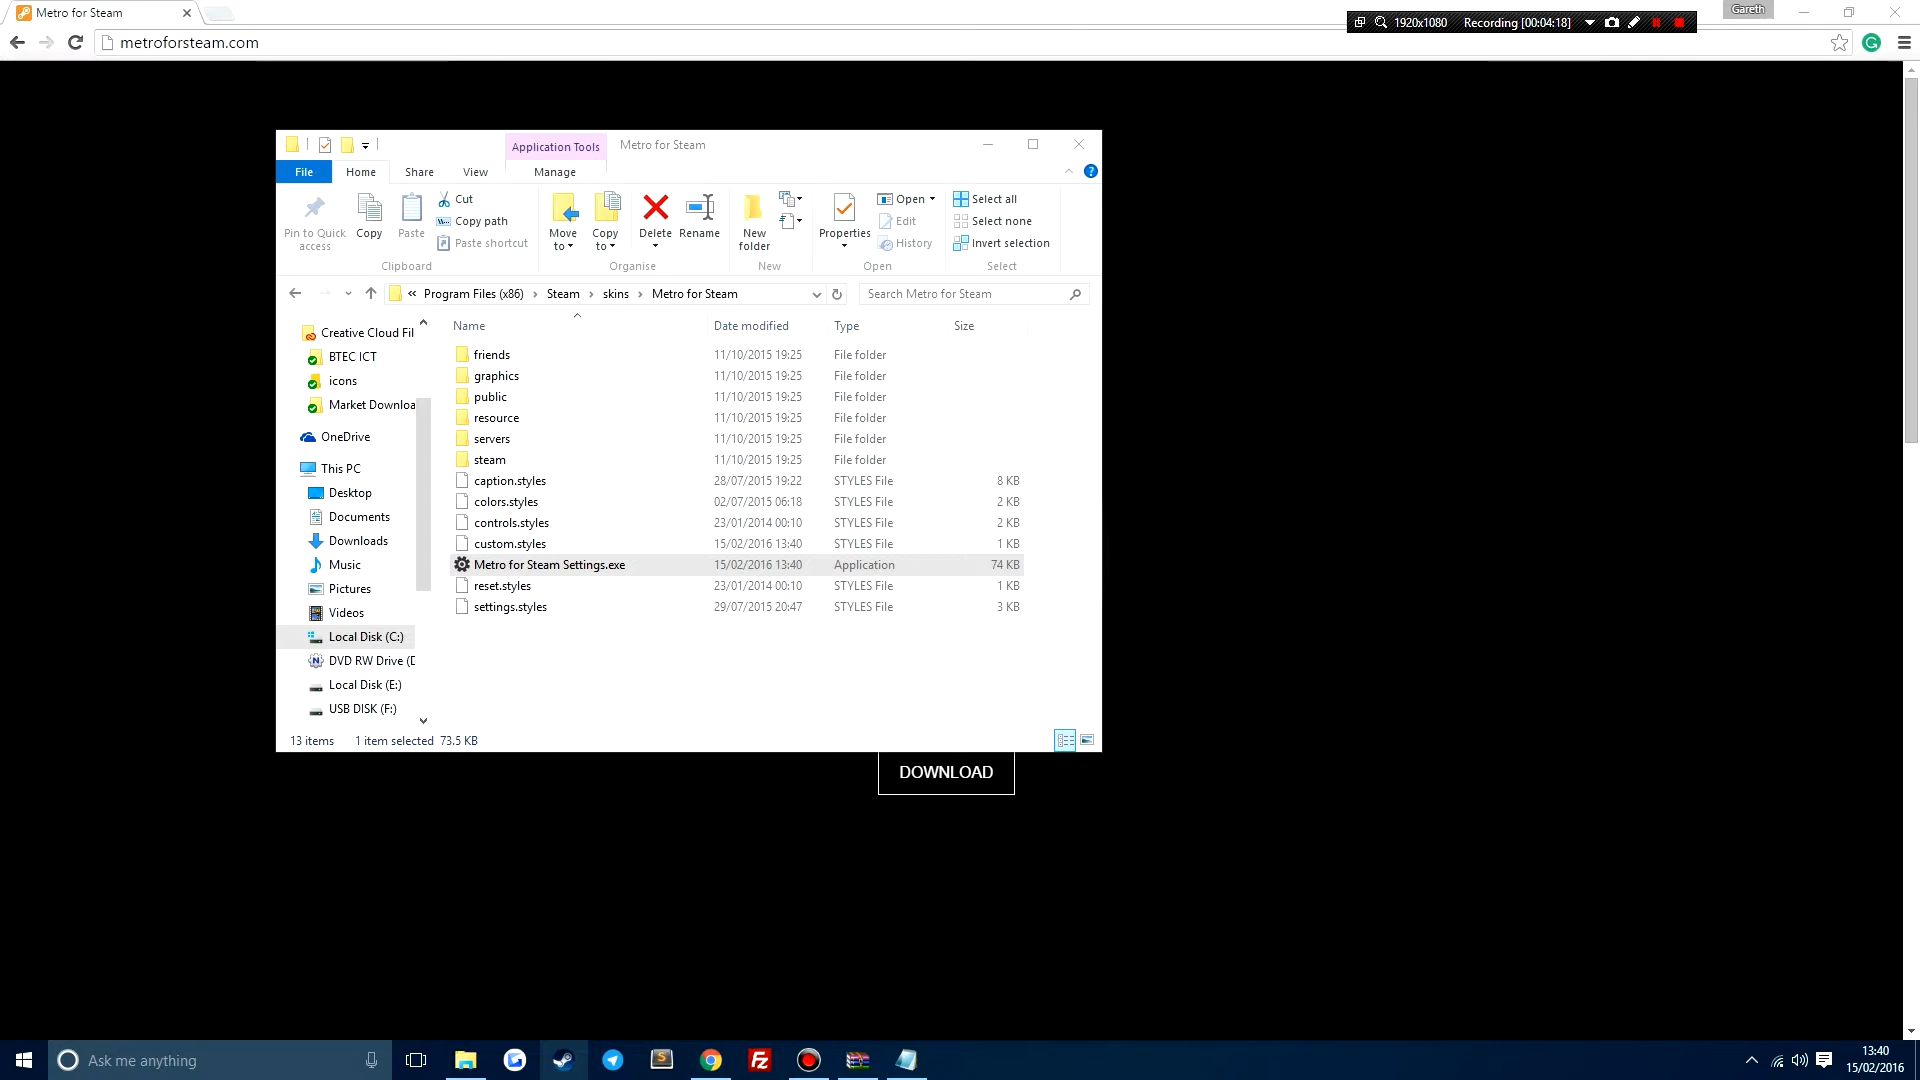 Metro for Steam
Gareth
1920x1080 Recording [00:04:18]
metroforsteam.com
Application Tools Metro for Steam
File Home Share View Manage
Pin to Quick access
Copy
Paste
Cut
Copy path
Paste shortcut
Clipboard
Move to
Copy to
Delete
Rename
Organise
New folder
New
Properties
Open
Edit
History
Open
Select all
Select none
Invert selection
Select
« Program Files (x86) › Steam › skins › Metro for Steam
Search Metro for Steam
Creative Cloud Fil
BTEC ICT
icons
Market Downloa
OneDrive
This PC
Desktop
Documents
Downloads
Music
Pictures
Videos
Local Disk (C:)
DVD RW Drive (D
Local Disk (E:)
USB DISK (F:)
Name Date modified Type Size
friends 11/10/2015 19:25 File folder
graphics 11/10/2015 19:25 File folder
public 11/10/2015 19:25 File folder
resource 11/10/2015 19:25 File folder
servers 11/10/2015 19:25 File folder
steam 11/10/2015 19:25 File folder
caption.styles 28/07/2015 19:22 STYLES File 8 KB
colors.styles 02/07/2015 06:18 STYLES File 2 KB
controls.styles 23/01/2014 00:10 STYLES File 2 KB
custom.styles 15/02/2016 13:40 STYLES File 1 KB
Metro for Steam Settings.exe 15/02/2016 13:40 Application 74 KB
reset.styles 23/01/2014 00:10 STYLES File 1 KB
settings.styles 29/07/2015 20:47 STYLES File 3 KB
13 items 1 item selected 73.5 KB
DOWNLOAD
Ask me anything
13:40
15/02/2016